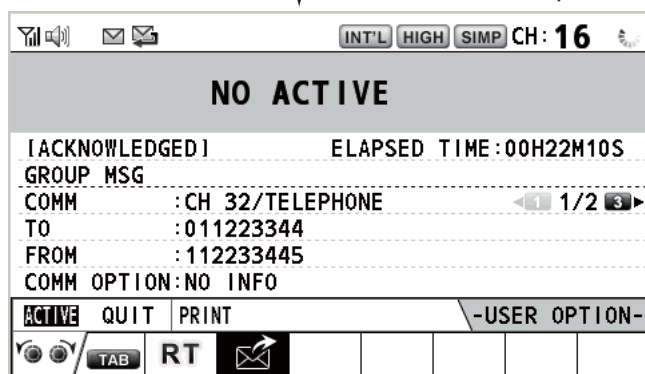 INT'L HIGH SIMP CH: 16
NO ACTIVE
[ACKNOWLEDGED] ELAPSED TIME:00H22M10S
GROUP MSG
COMM :CH 32/TELEPHONE 1 1/2 3
TO :011223344
FROM :112233445
COMM OPTION:NO INFO
ACTIVE QUIT PRINT -USER OPTION-
TAB RT